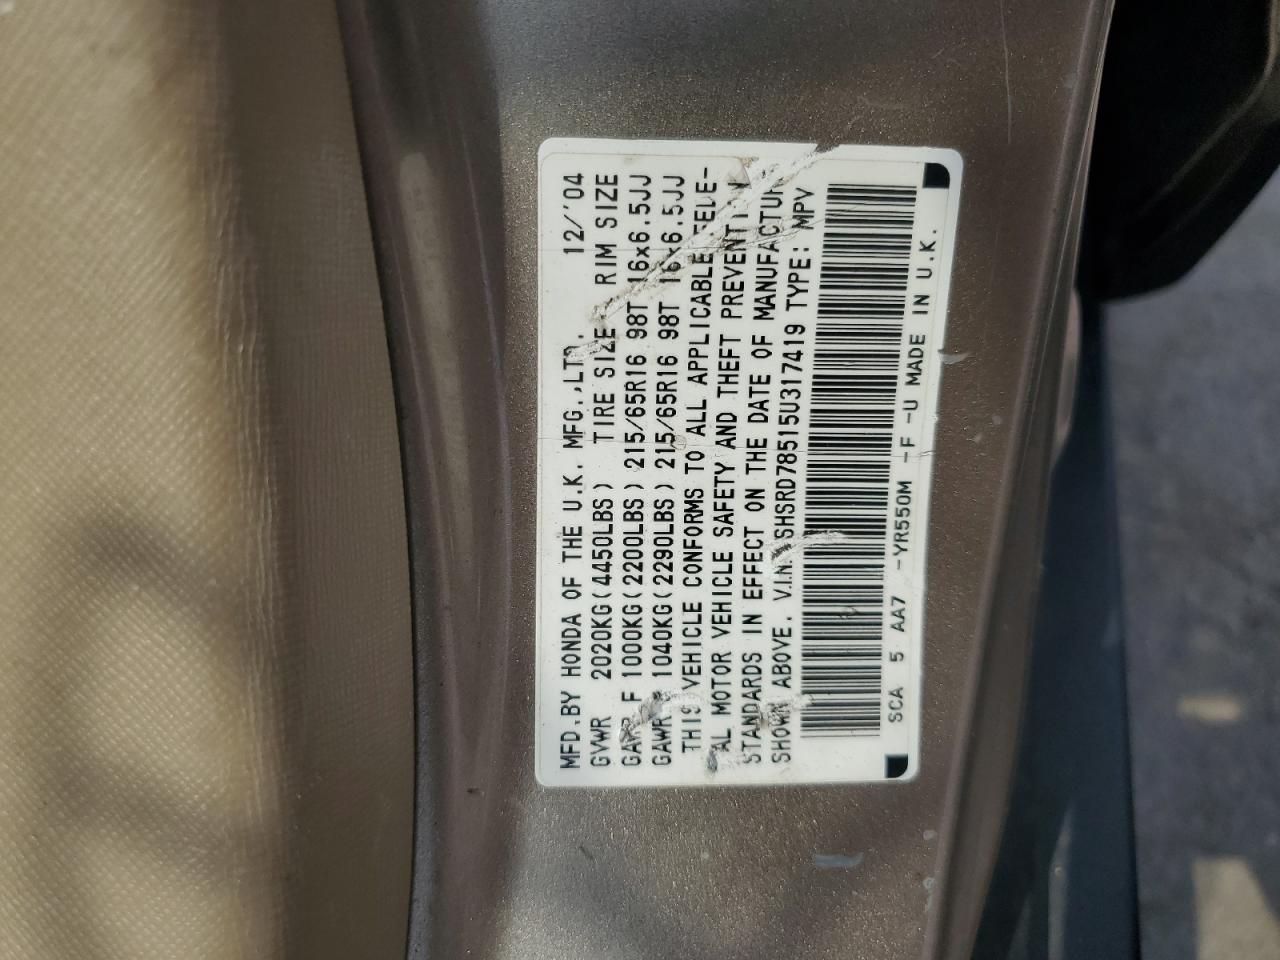 MFD.BY HONDA OF THE U.K. MFG.,LTD. 12/'04
GVWR 2020KG(4450LBS) TIRE SIZE RIM SIZE
GAWR F 1000KG(2200LBS) 215/65R16 98T 16x6.5JJ
GAWR 1040KG(2290LBS) 215/65R16 98T 16x6.5JJ
THIS VEHICLE CONFORMS TO ALL APPLICABLE FEDE-
AL MOTOR VEHICLE SAFETY AND THEFT PREVENTION
STANDARDS IN EFFECT ON THE DATE OF MANUFACTUR
SHOWN ABOVE. V.I.N. SHSRD78515U317419 TYPE: MPV
SCA 5 AA7 -YR550M -F -U MADE IN U.K.